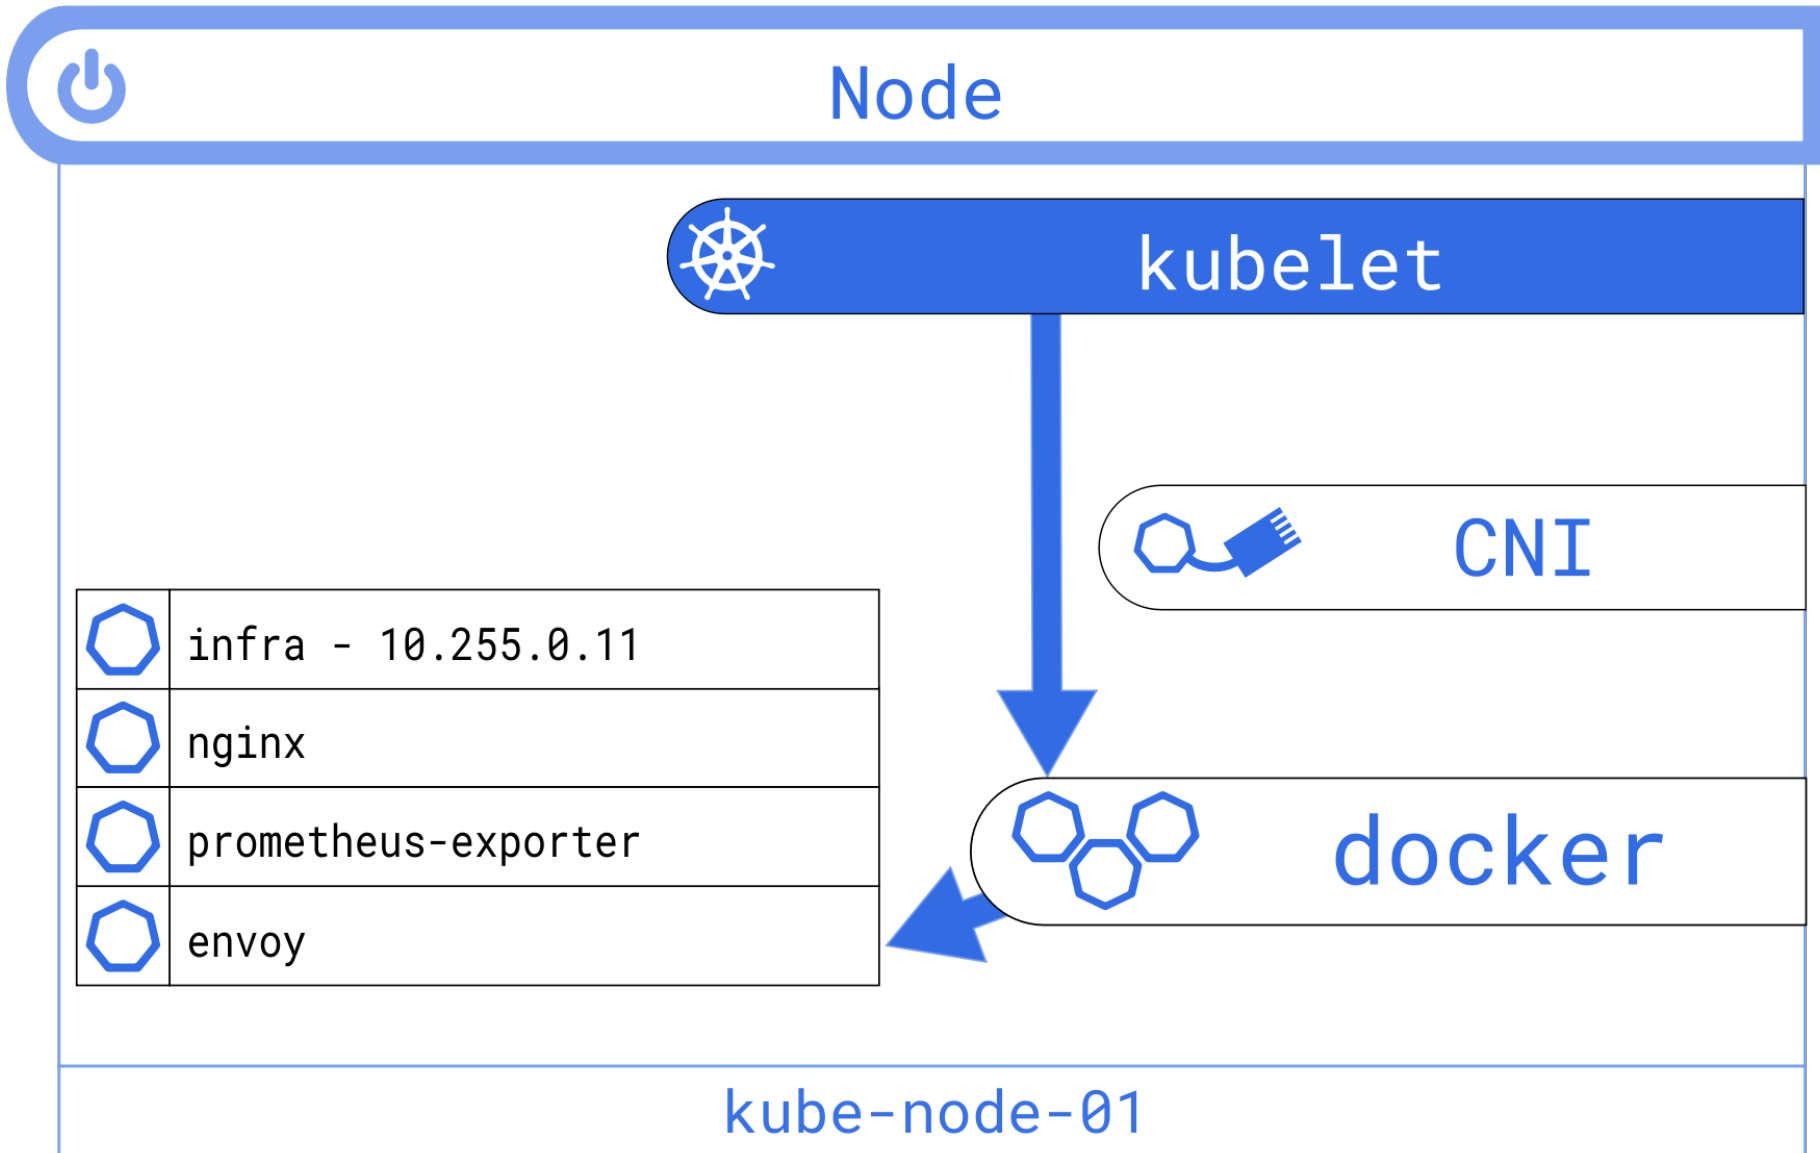 Node
kubelet
CNI
infra - 10.255.0.11
nginx
prometheus-exporter
docker
envoy
kube-node-01